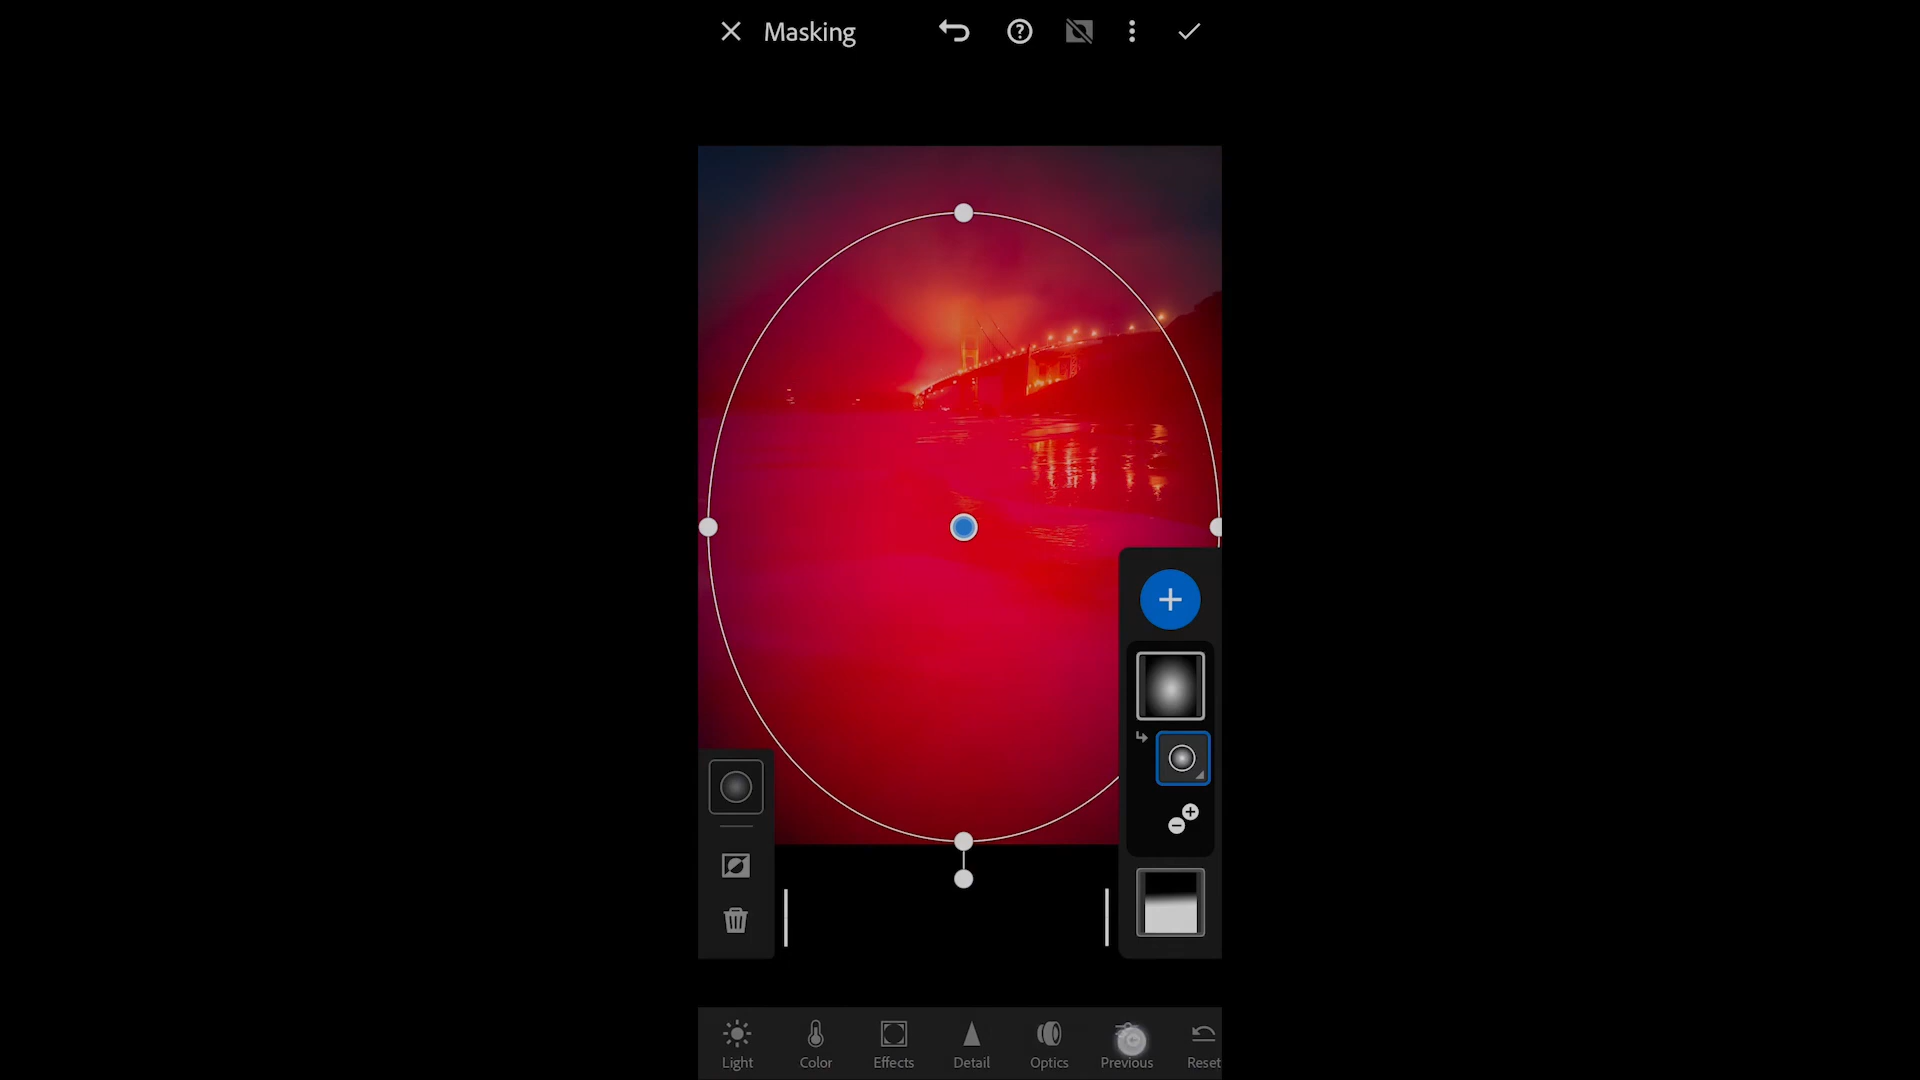 Masking
Light
Color
Effects
Detail
Optics
Previous
Reset